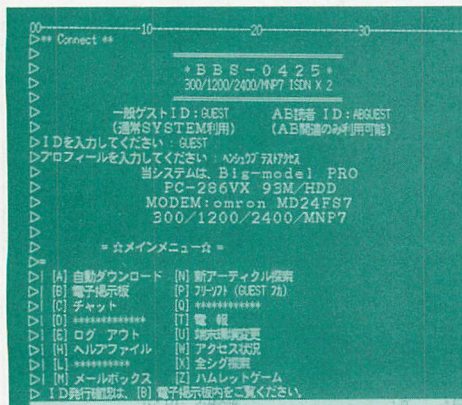 00 10 20 30
** Connect **
*BBS-0425*
300/1200/2400/MNP7 ISDN X 2
一般ゲストID:GUEST AB読者 ID:ABGUEST
(通常SYSTEM利用) (AB関連のみ利用可能)
IDを入力してください :GUEST
プロフィールを入力してください :ヘンシュウブ テストアクセス
当システムは、Big-model PRO
PC-286VX 93M/HDD
MODEM:omron MD24FS7
300/1200/2400/MNP7
= ☆メインメニュー☆ =
[A] 自動ダウンロード [N] 新アーティクル探索
[B] 電子掲示板 [P] フリーソフト (GUEST フカ)
[C] チャット [Q] ************
[D] ************* [T] 電 報
[E] ログ アウト [U] 端末環境変更
[H] ヘルアファイル [W] アクセス状況
[L] ********** [X] 全シグ探索
[M] メールボックス [Z] ハムレットゲーム
ID発行確認は、[B] 電子掲示板内をご覧ください。